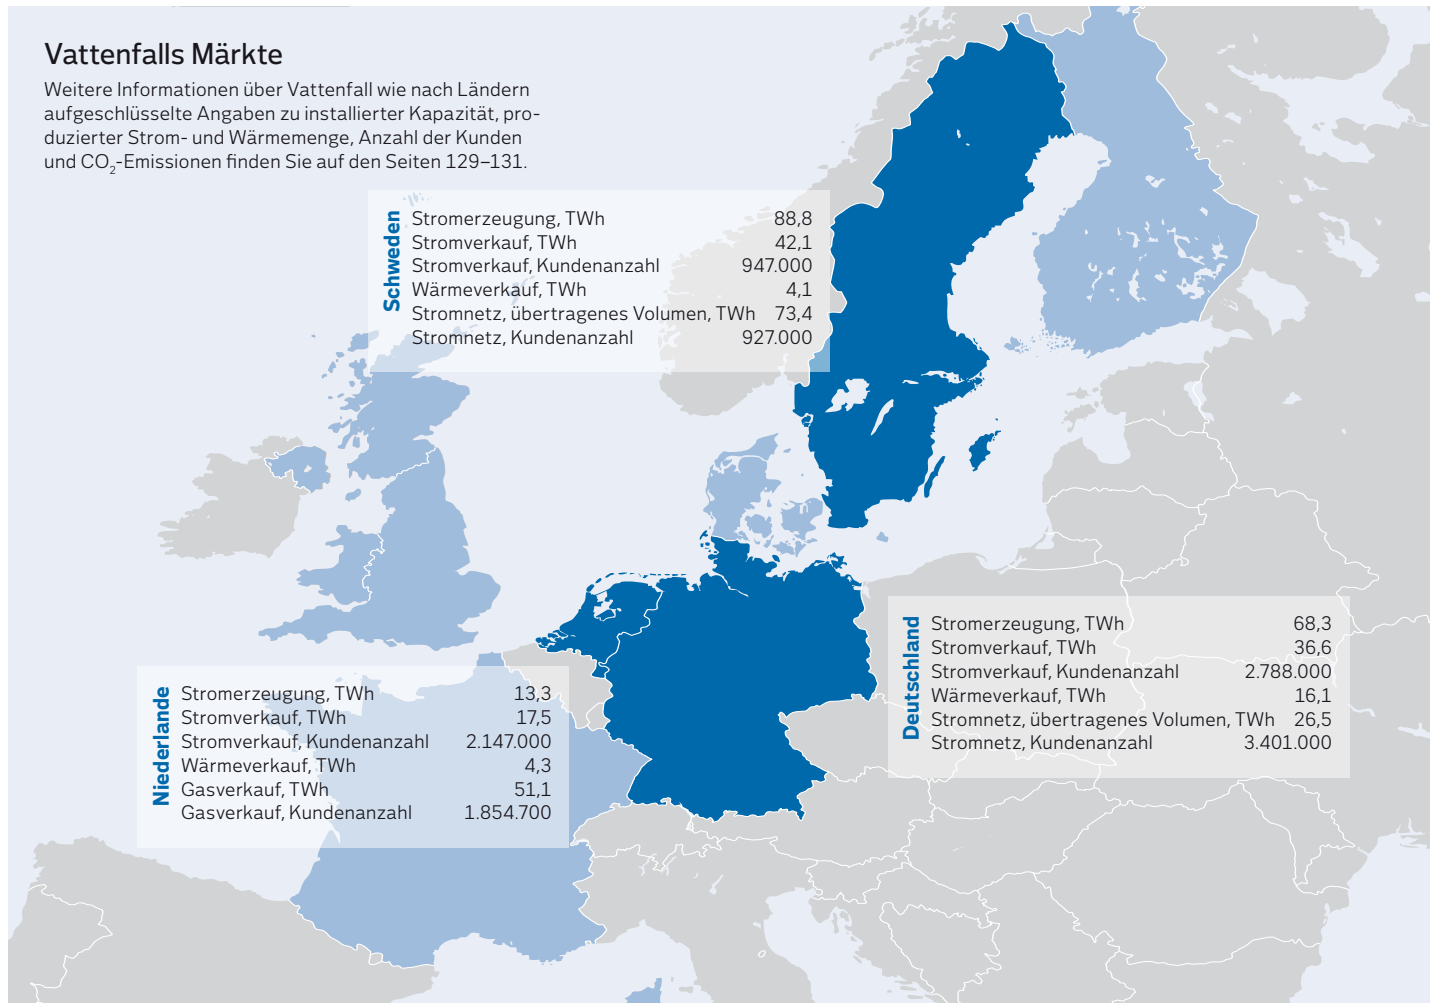 Vattenfalls Märkte
Weitere Informationen über Vattenfall wie nach Ländern
aufgeschlüsselte Angaben zu installierter Kapazität, pro-
duzierter Strom- und Wärmemenge, Anzahl der Kunden
und CO₂-Emissionen finden Sie auf den Seiten 129–131.
Schweden
Stromerzeugung, TWh 88,8
Stromverkauf, TWh 42,1
Stromverkauf, Kundenanzahl 947.000
Wärmeverkauf, TWh 4,1
Stromnetz, übertragenes Volumen, TWh 73,4
Stromnetz, Kundenanzahl 927.000
Deutschland
Stromerzeugung, TWh 68,3
Stromverkauf, TWh 36,6
Stromverkauf, Kundenanzahl 2.788.000
Wärmeverkauf, TWh 16,1
Stromnetz, übertragenes Volumen, TWh 26,5
Stromnetz, Kundenanzahl 3.401.000
Niederlande
Stromerzeugung, TWh 13,3
Stromverkauf, TWh 17,5
Stromverkauf, Kundenanzahl 2.147.000
Wärmeverkauf, TWh 4,3
Gasverkauf, TWh 51,1
Gasverkauf, Kundenanzahl 1.854.700